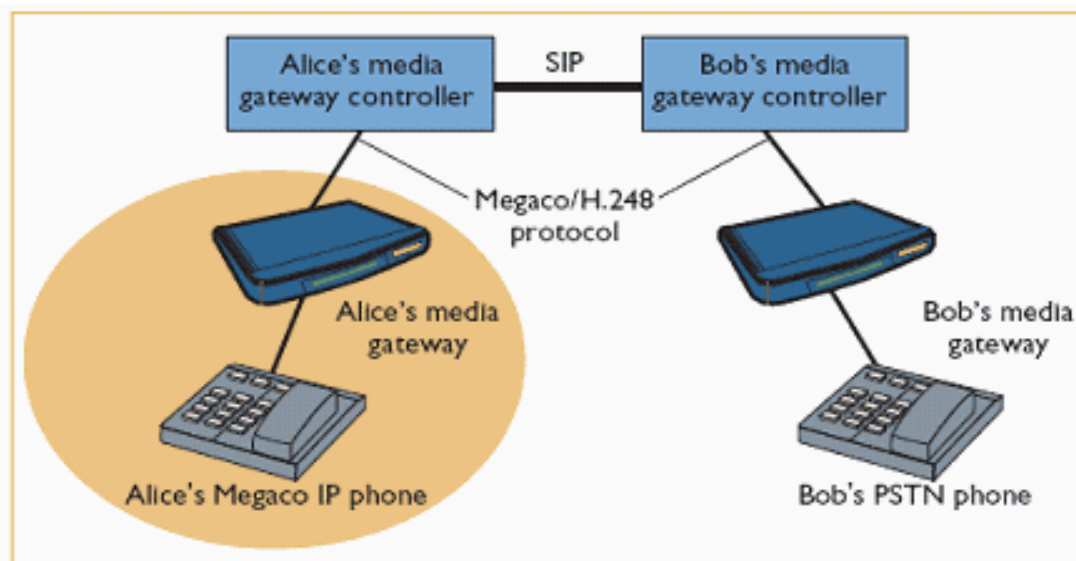 Alice's media
gateway controller
SIP
Bob's media
gateway controller
Megaco/H.248
protocol
Alice's media
gateway
Bob's media
gateway
Alice's Megaco IP phone
Bob's PSTN phone